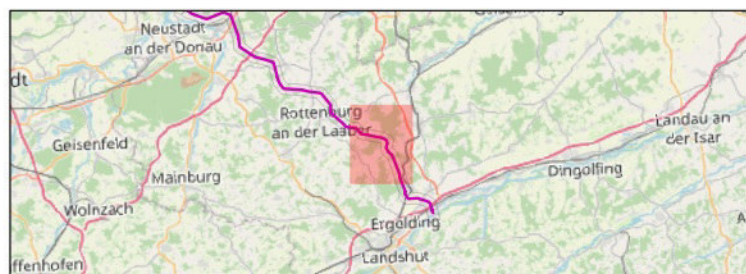 Neustadt
an der Donau
dt
Rottenburg
an der Laaber
Geisenfeld
Landau an
der Isar
Mainburg
Dingolfing
Wolnzach
Ergolding
A
ffenhofen
Landshut